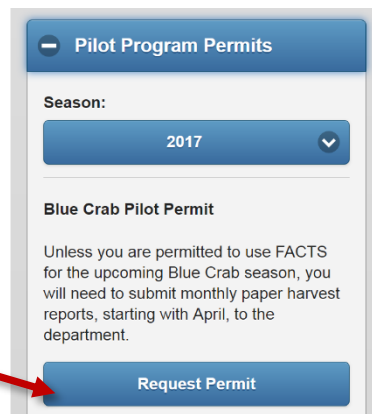 Pilot Program Permits
Season:
2017
Blue Crab Pilot Permit
Unless you are permitted to use FACTS
for the upcoming Blue Crab season, you
will need to submit monthly paper harvest
reports, starting with April, to the
department.
Request Permit